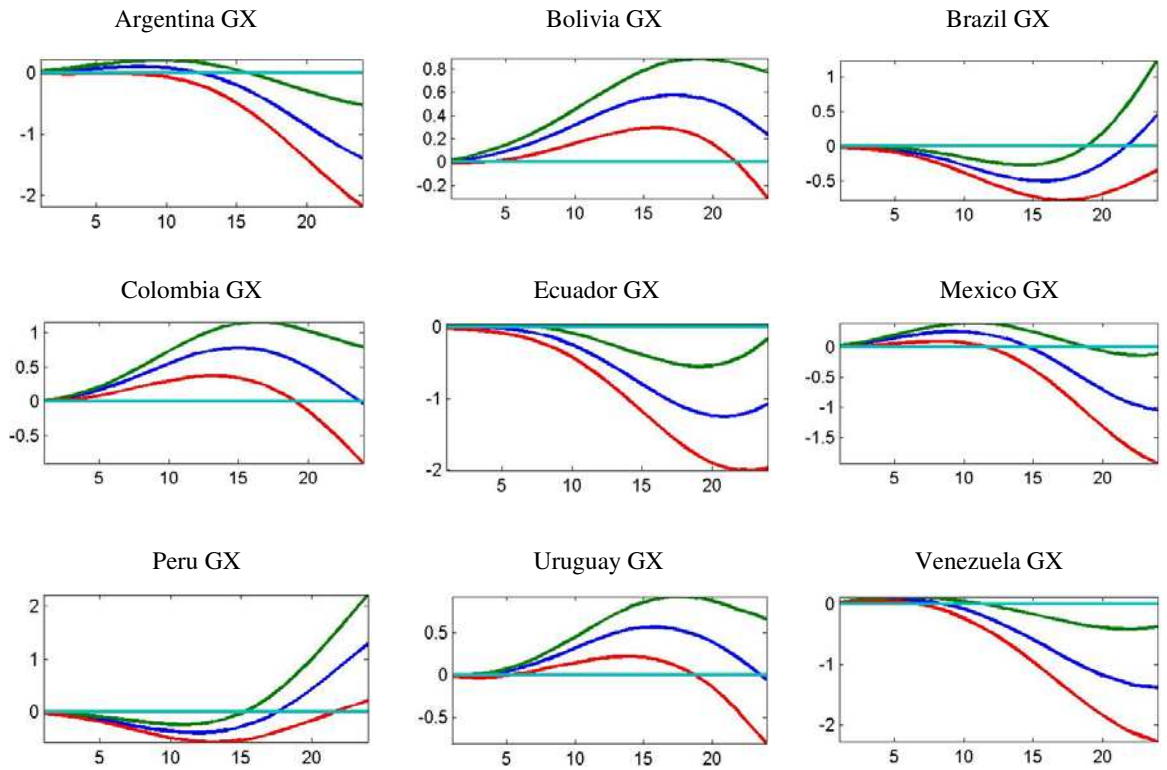 Argentina GX
Bolivia GX
Brazil GX
0
-1
-2
5 10 15 20
0.8
0.6
0.4
0.2
0
-0.2
5 10 15 20
1
0.5
0
-0.5
5 10 15 20
Colombia GX
Ecuador GX
Mexico GX
1
0.5
0
-0.5
5 10 15 20
0
-1
-2
5 10 15 20
0
-0.5
-1
-1.5
5 10 15 20
Peru GX
Uruguay GX
Venezuela GX
2
1
0
5 10 15 20
0.5
0
-0.5
5 10 15 20
0
-1
-2
5 10 15 20